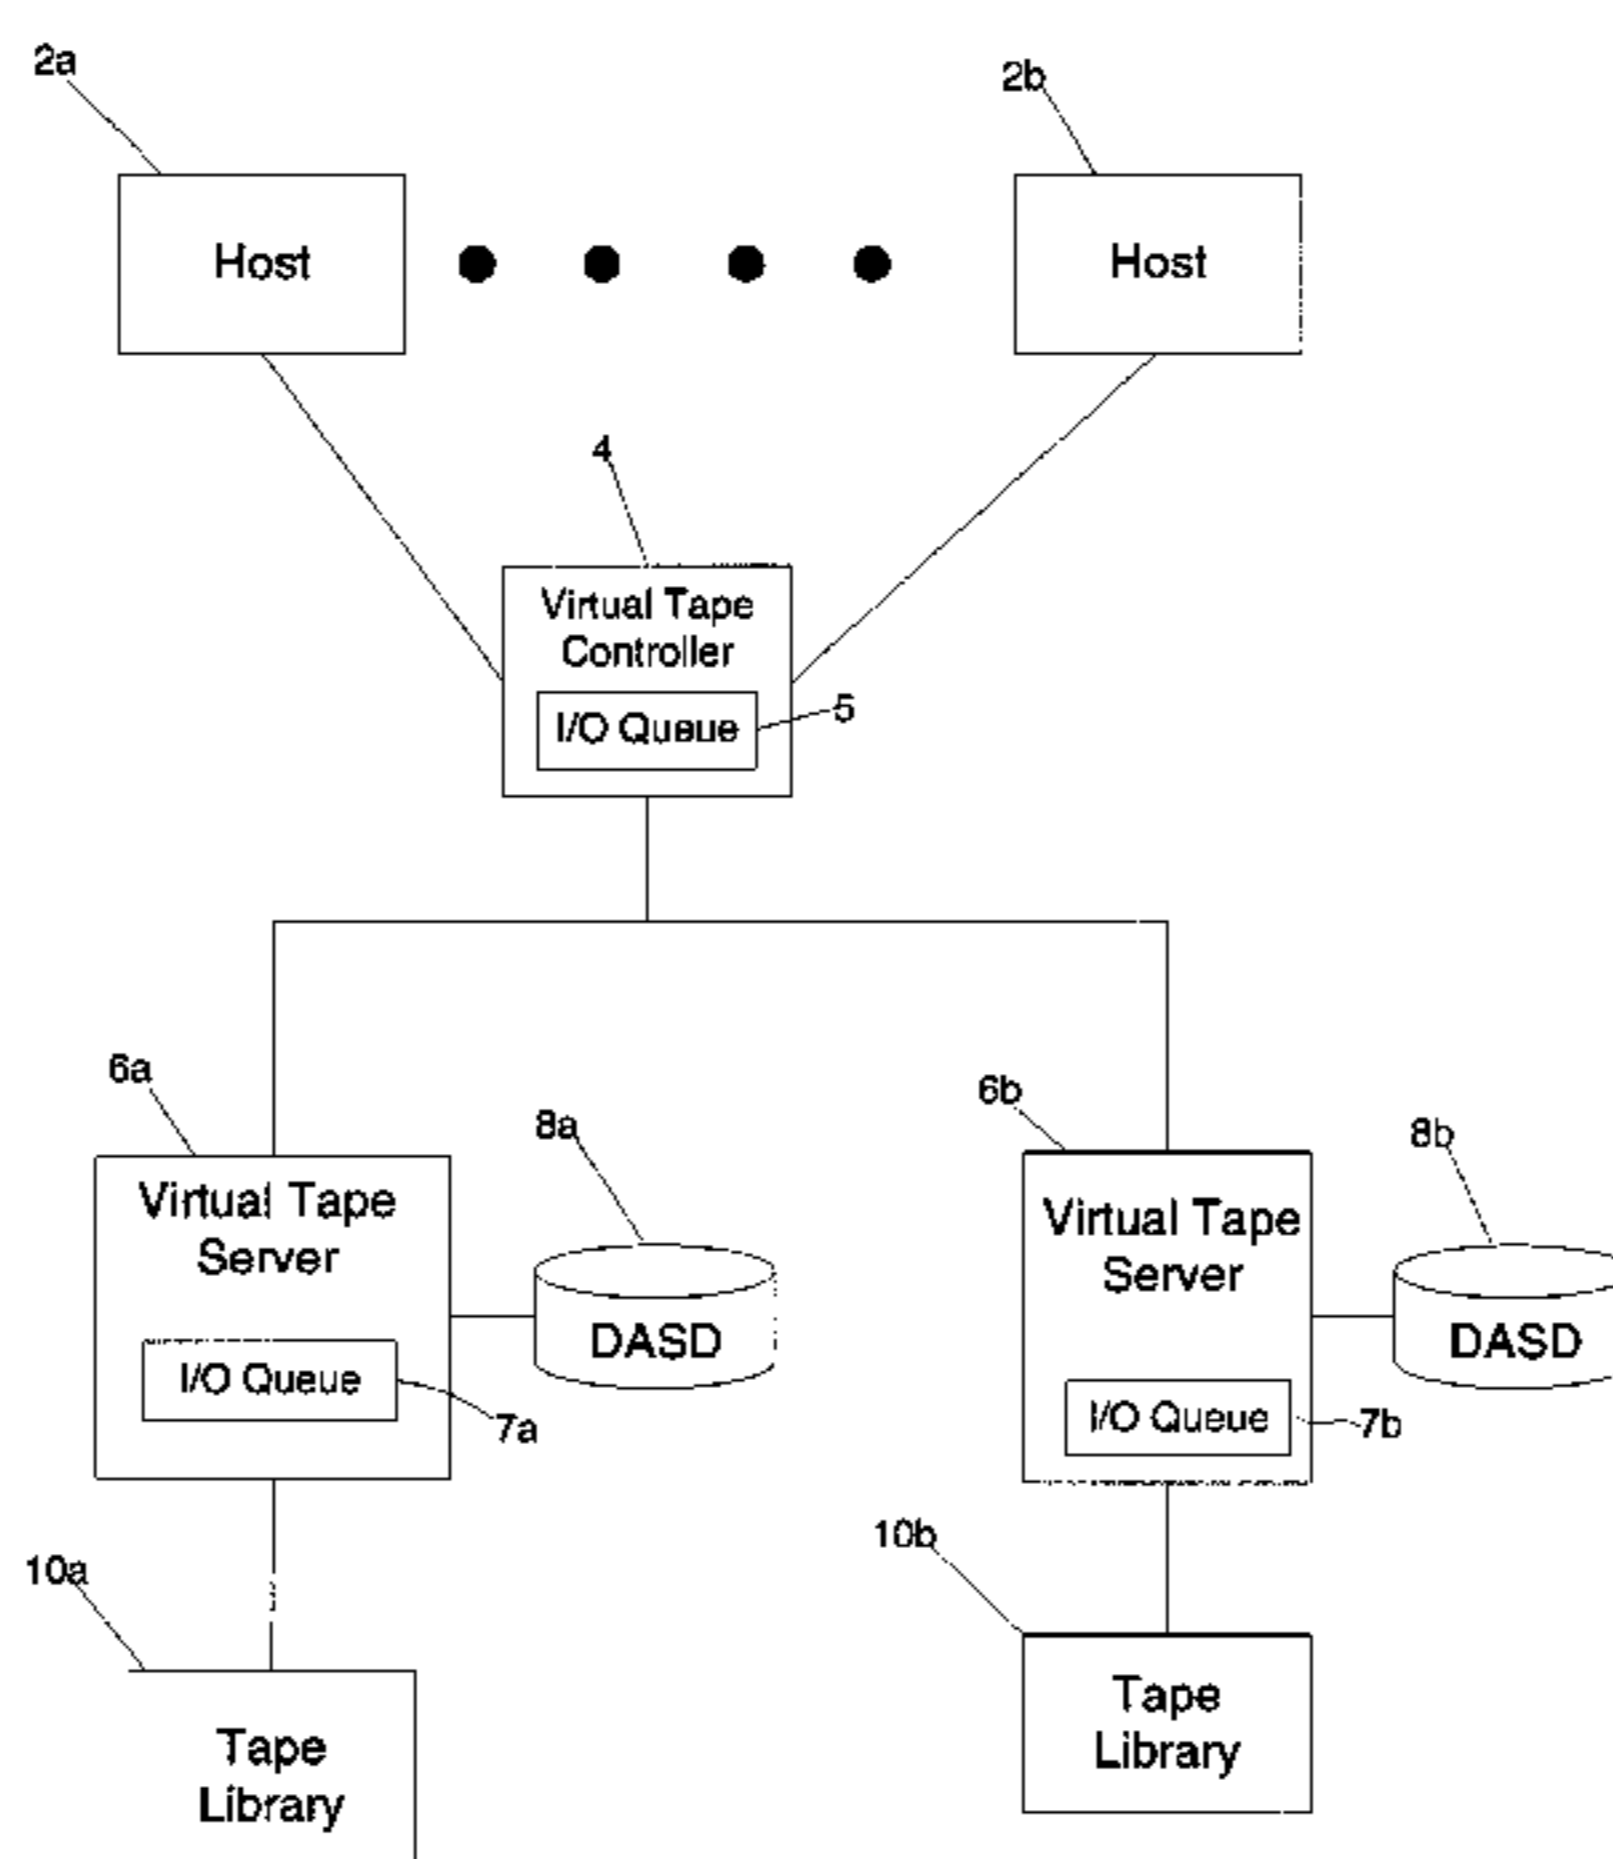 2a
2b
Host
Host
4
Virtual Tape
Controller
I/O Queue
5
6a
8a
6b
8b
Virtual Tape
Server
DASD
I/O Queue
7a
Virtual Tape
Server
DASD
I/O Queue
7b
10a
10b
Tape
Library
Tape
Library